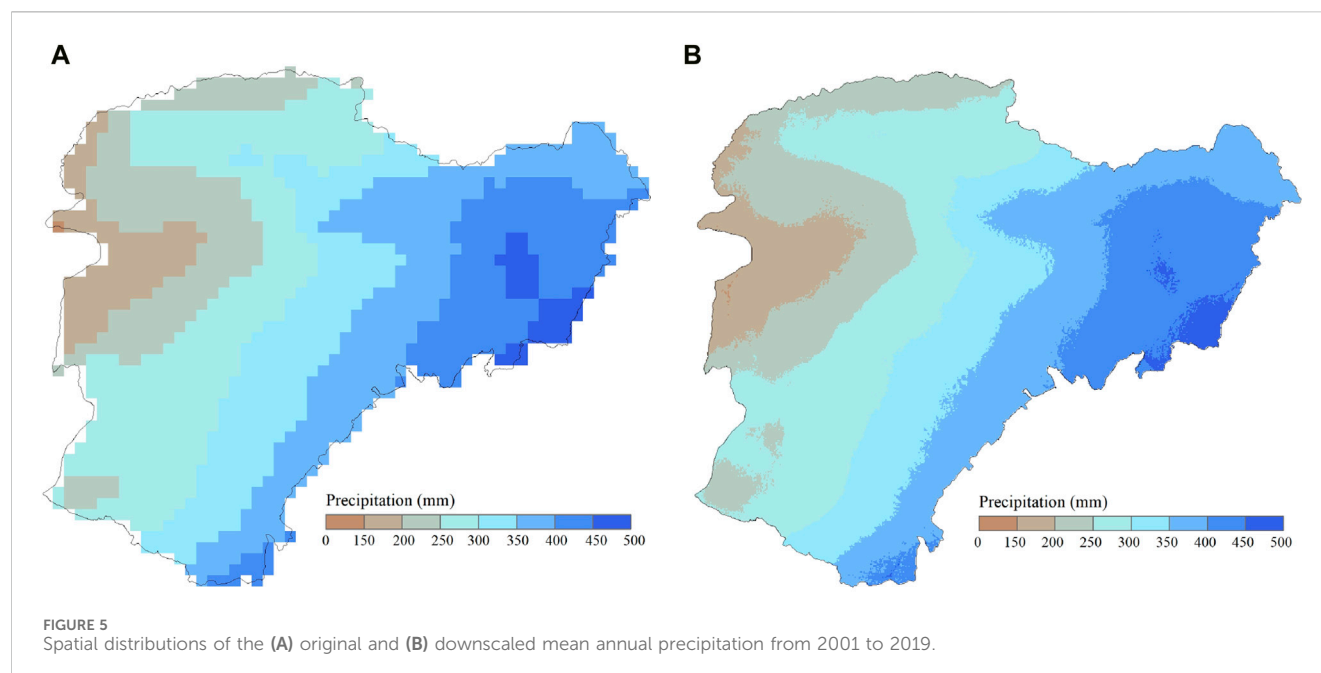 A
B
Precipitation (mm)
0 150 200 250 300 350 400 450 500
Precipitation (mm)
0 150 200 250 300 350 400 450 500
FIGURE 5
Spatial distributions of the (A) original and (B) downscaled mean annual precipitation from 2001 to 2019.